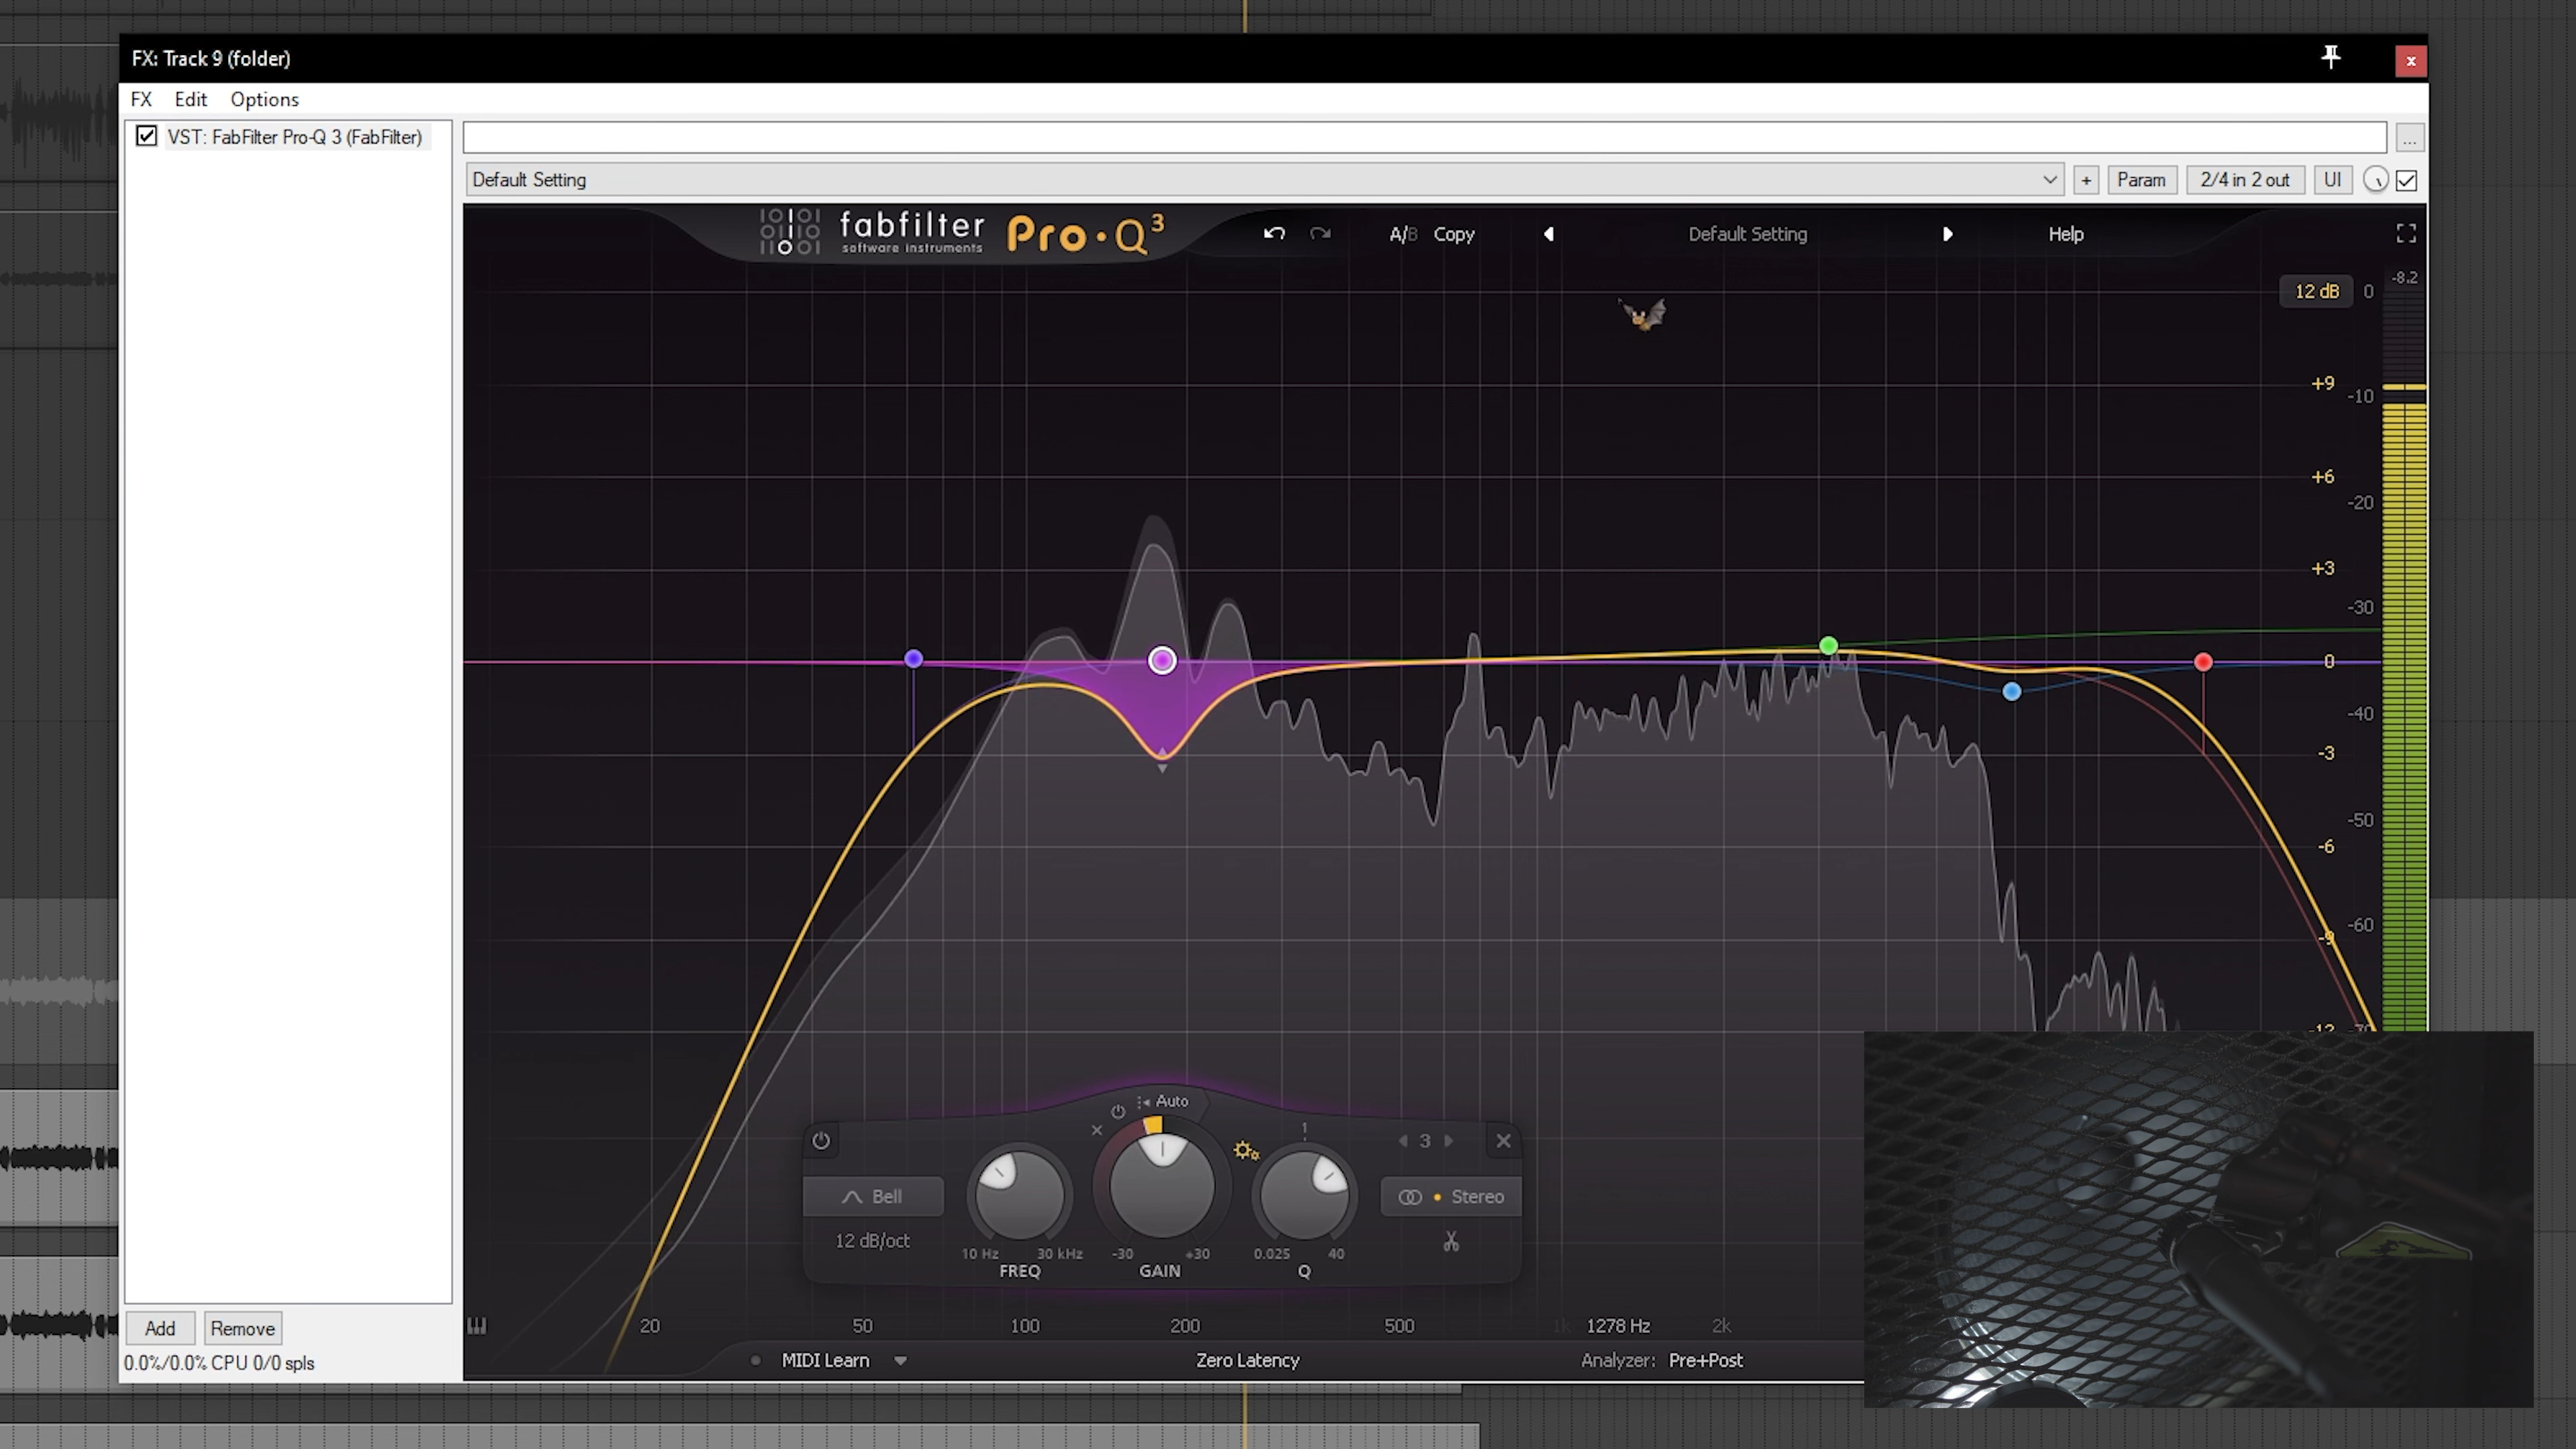 FX: Track 9 (folder)
x
FX Edit Options
VST: FabFilter Pro-Q 3 (FabFilter)
...
Default Setting
+ Param 2/4 in 2 out UI
fabfilter
software instruments
Pro·Q3
A/B Copy
Default Setting
Help
-8.2
12 dB 0
+9 -10
+6 -20
+3 -30
0
-40
-3
-50
-6
-60
-9
Auto
1
3
Bell
Stereo
12 dB/oct
10 Hz 30 kHz -30 +30 0.025 40
FREQ GAIN Q
20 50 100 200 500 1k 1278 Hz 2k
Add Remove
MIDI Learn
Zero Latency
Analyzer: Pre+Post
0.0%/0.0% CPU 0/0 spls